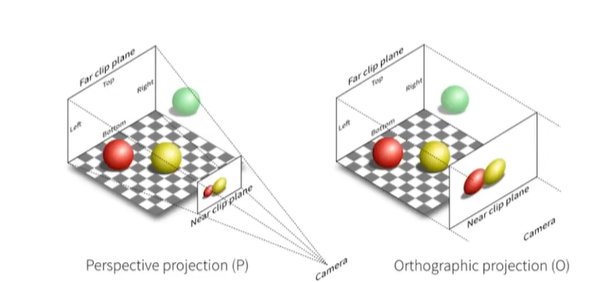 Far clip plane
Top
Right
Left
Bottom
Near clip plane
Camera
Perspective projection (P)
Far clip plane
Top
Right
Left
Bottom
Near clip plane
Camera
Orthographic projection (O)